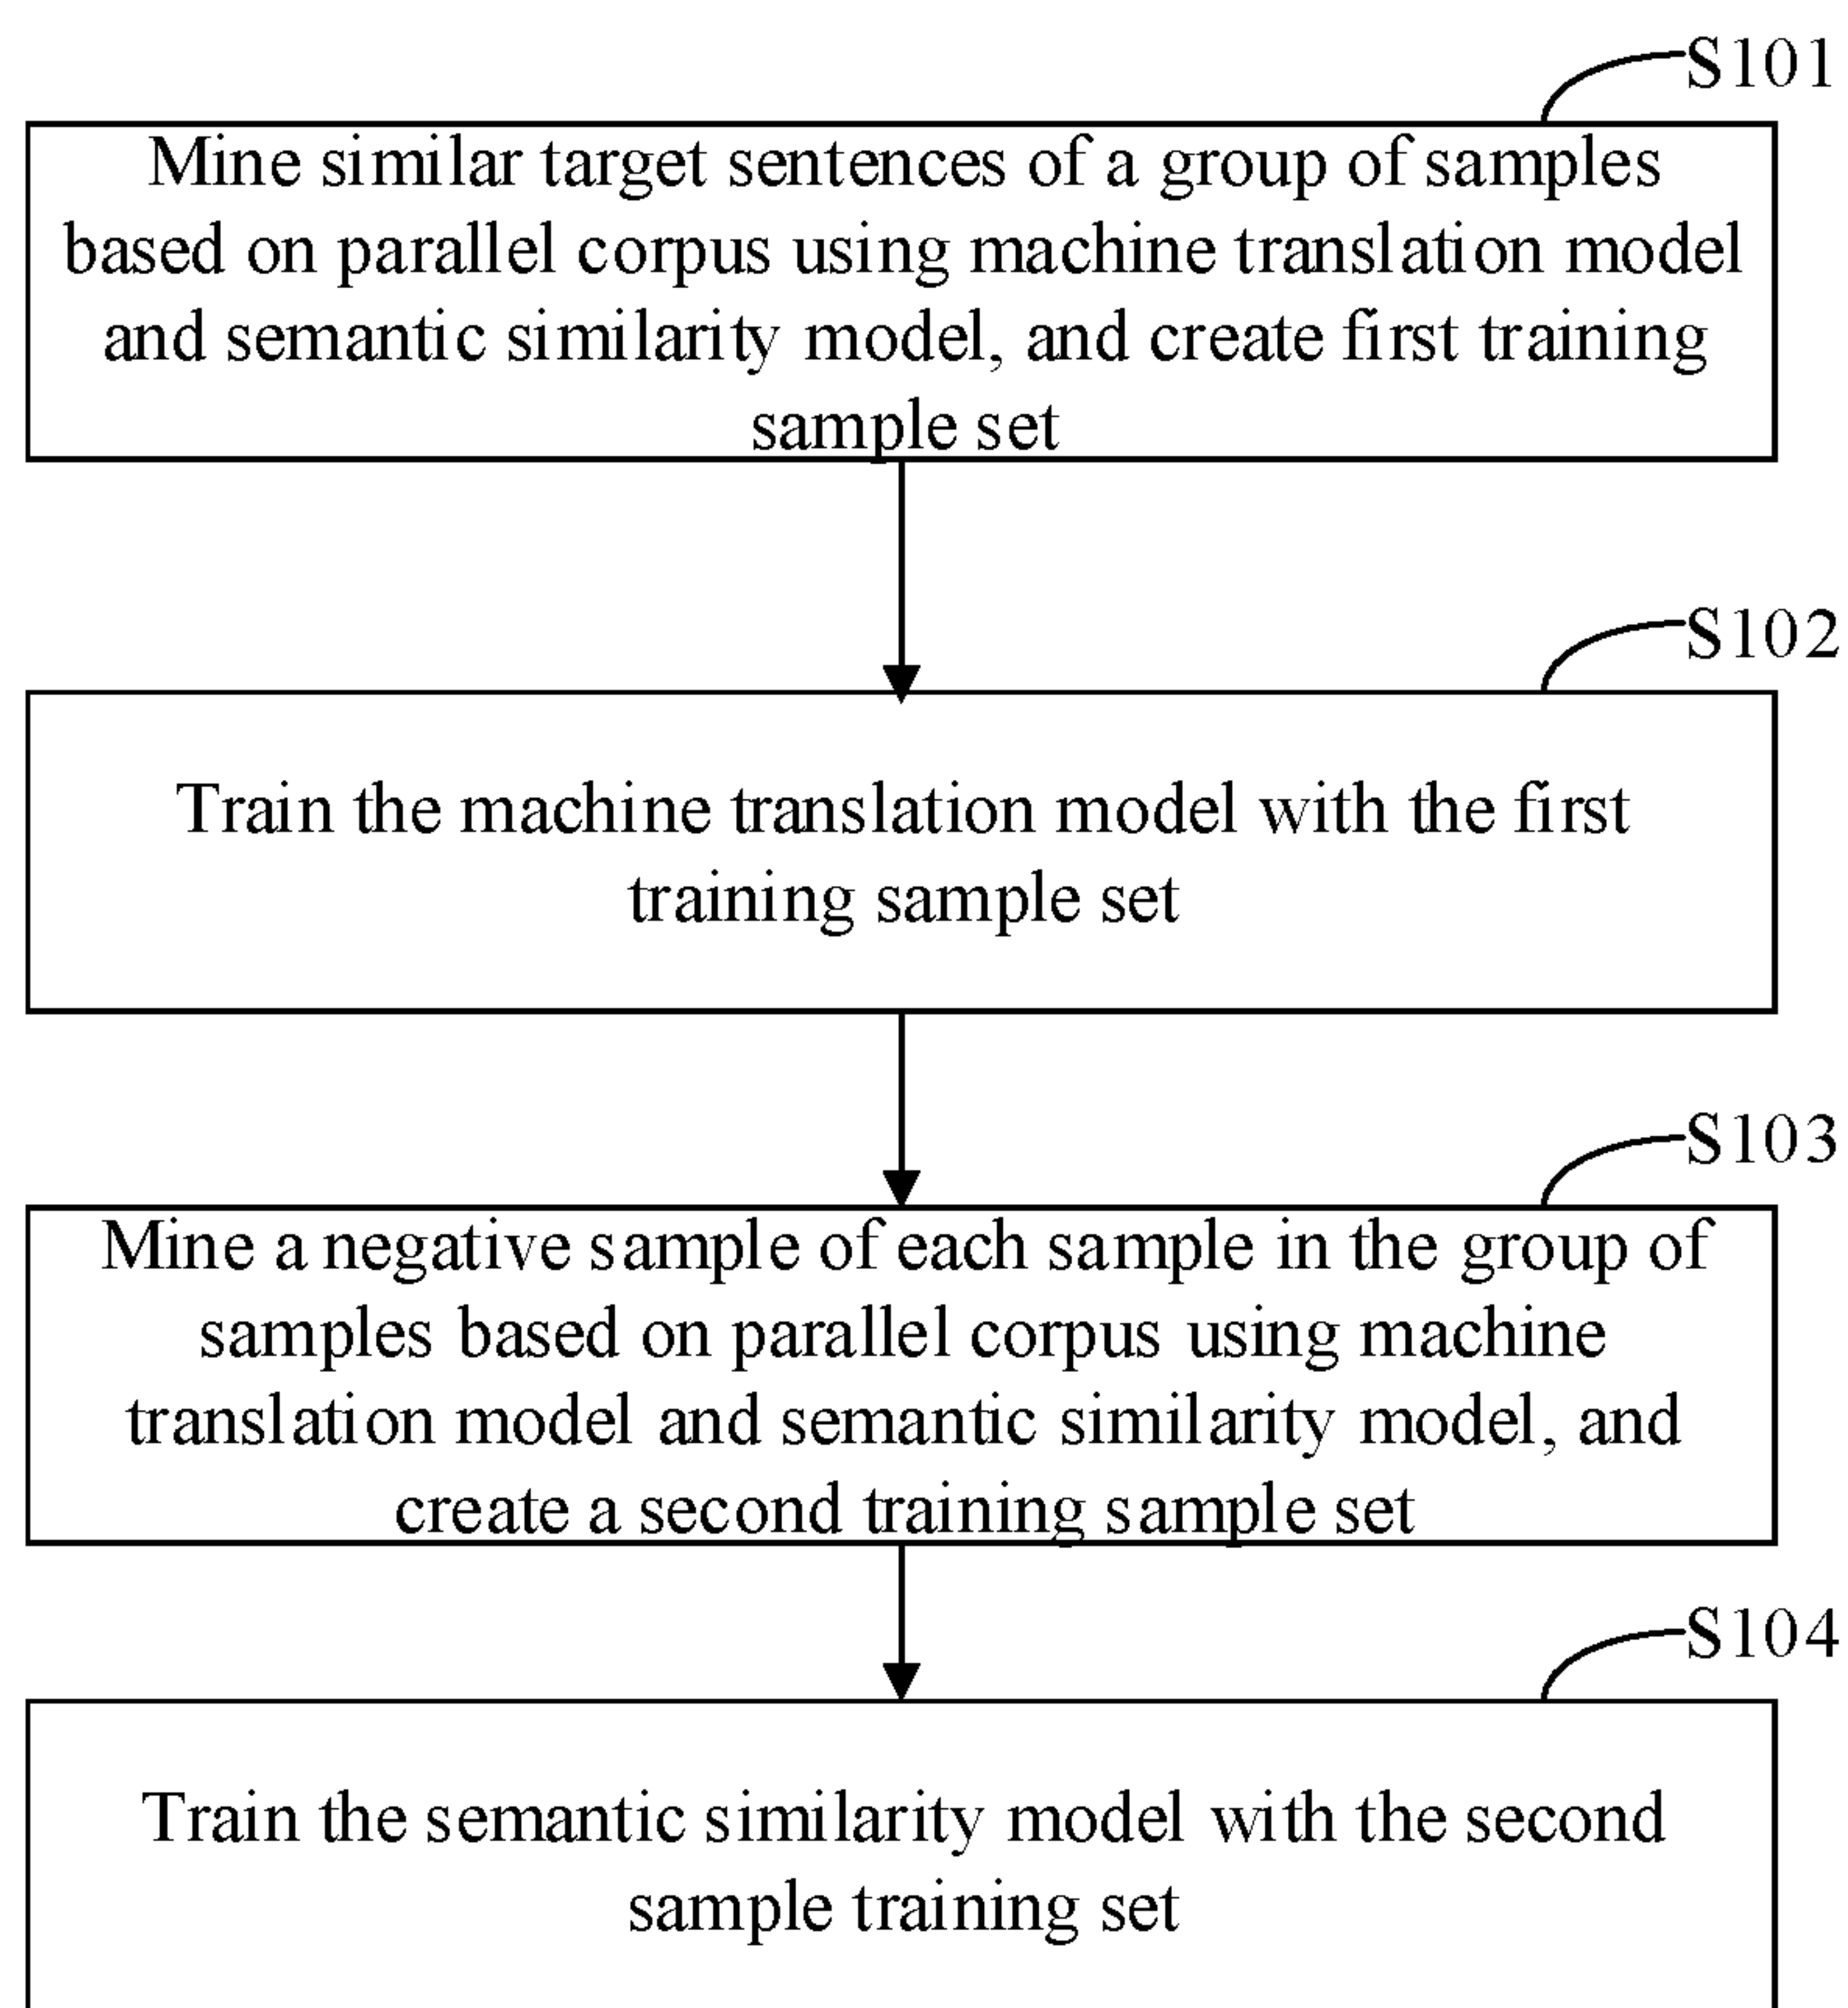 S101
Mine similar target sentences of a group of samples
based on parallel corpus using machine translation model
and semantic similarity model, and create first training
sample set
S102
Train the machine translation model with the first
training sample set
S103
Mine a negative sample of each sample in the group of
samples based on parallel corpus using machine
translation model and semantic similarity model, and
create a second training sample set
S104
Train the semantic similarity model with the second
sample training set